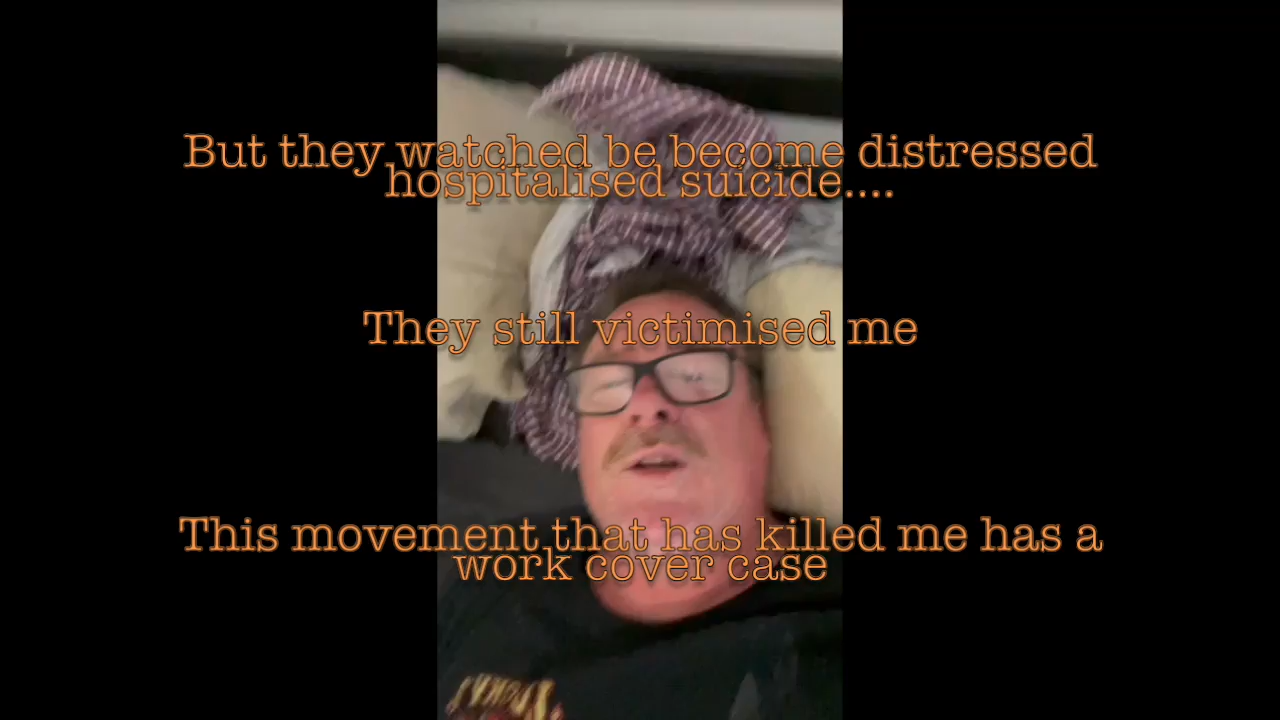 But they watched be become distressed
hospitalised suicide....
They still victimised me
This movement that has killed me has a
work cover case